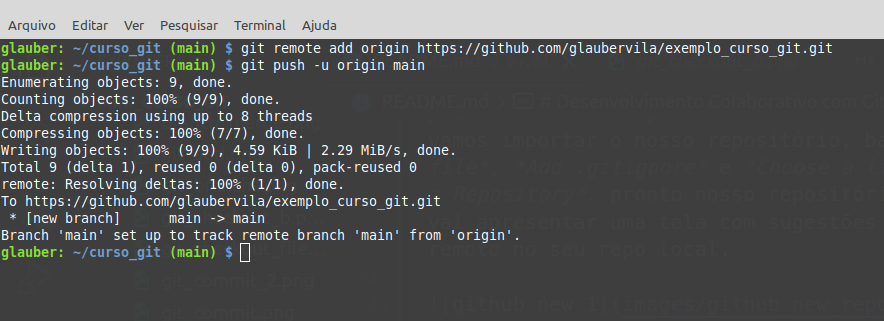 Arquivo Editar Ver Pesquisar Terminal Ajuda
glauber: ~/curso_git (main) $ git remote add origin https://github.com/glaubervila/exemplo_curso_git.git
glauber: ~/curso_git (main) $ git push -u origin main
Enumerating objects: 9, done.
Counting objects: 100% (9/9), done.
Delta compression using up to 8 threads
Compressing objects: 100% (7/7), done.
Writing objects: 100% (9/9), 4.59 KiB | 2.29 MiB/s, done.
Total 9 (delta 1), reused 0 (delta 0), pack-reused 0
remote: Resolving deltas: 100% (1/1), done.
To https://github.com/glaubervila/exemplo_curso_git.git
 * [new branch]      main -> main
Branch 'main' set up to track remote branch 'main' from 'origin'.
glauber: ~/curso_git (main) $